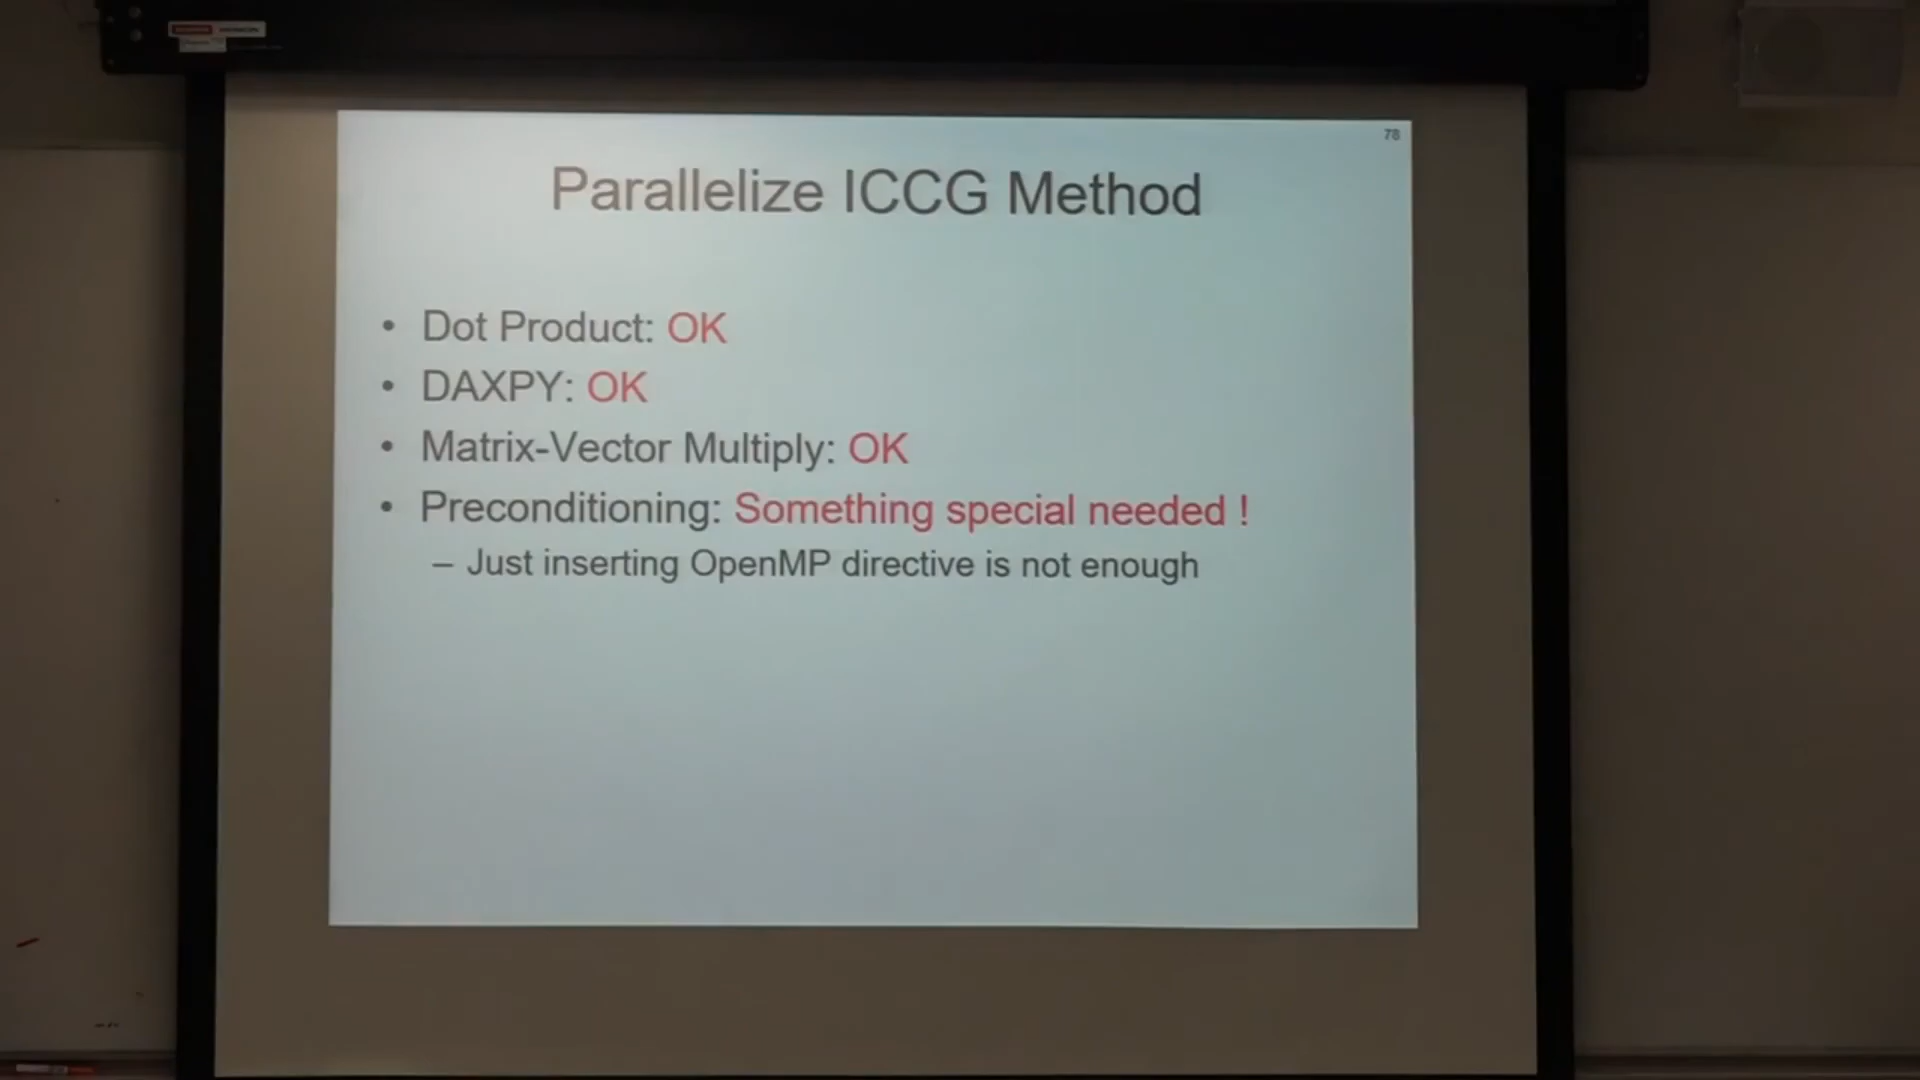 78
Parallelize ICCG Method
• Dot Product: OK
• DAXPY: OK
• Matrix-Vector Multiply: OK
• Preconditioning: Something special needed !
– Just inserting OpenMP directive is not enough